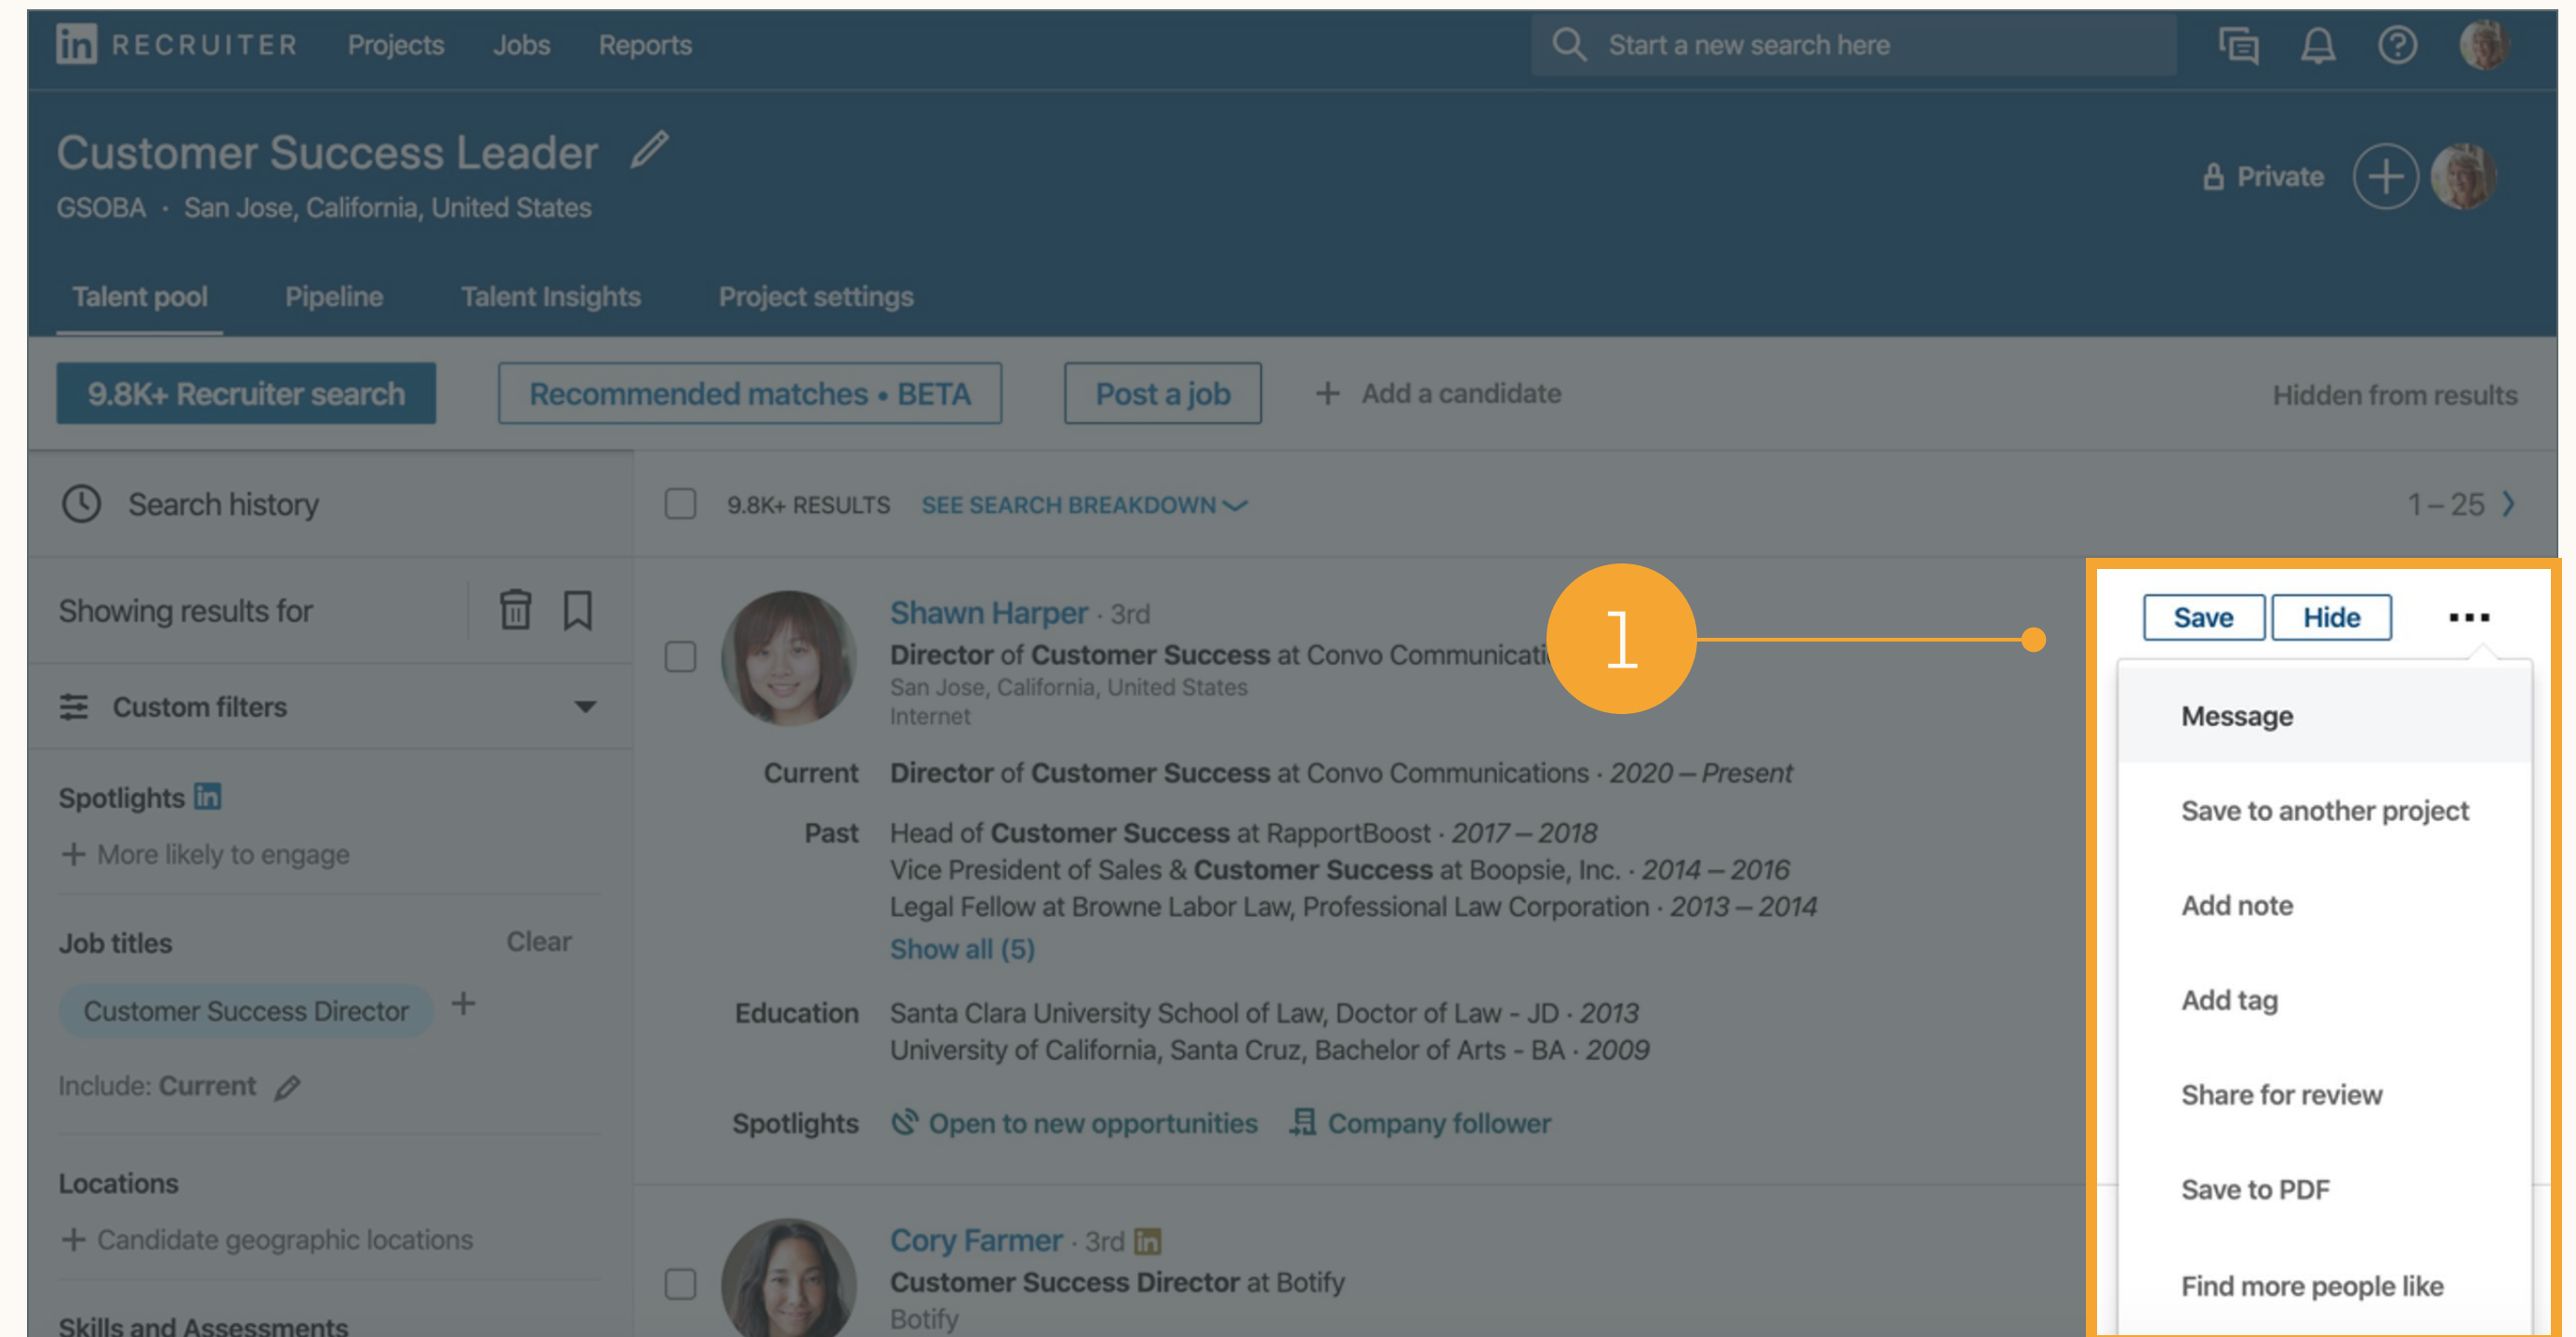 in RECRUITER Projects Jobs Reports Start a new search here
Customer Success Leader
GSOBA · San Jose, California, United States
Private
Talent pool Pipeline Talent Insights Project settings
9.8K+ Recruiter search Recommended matches • BETA Post a job + Add a candidate Hidden from results
Search history
9.8K+ RESULTS SEE SEARCH BREAKDOWN 1 – 25
Showing results for
Custom filters
Spotlights in
+ More likely to engage
Job titles Clear
Customer Success Director +
Include: Current
Locations
+ Candidate geographic locations
Skills and Assessments
Shawn Harper · 3rd
Director of Customer Success at Convo
San Jose, California, United States
Internet
Current Director of Customer Success at Convo Communications · 2020 – Present
Past Head of Customer Success at RapportBoost · 2017 – 2018
Vice President of Sales & Customer Success at Boopsie, Inc. · 2014 – 2016
Legal Fellow at Browne Labor Law, Professional Law Corporation · 2013 – 2014
Show all (5)
Education Santa Clara University School of Law, Doctor of Law - JD · 2013
University of California, Santa Cruz, Bachelor of Arts - BA · 2009
Spotlights Open to new opportunities Company follower
Cory Farmer · 3rd in
Customer Success Director at Botify
Botify
1
Save Hide ...
Message
Save to another project
Add note
Add tag
Share for review
Save to PDF
Find more people like